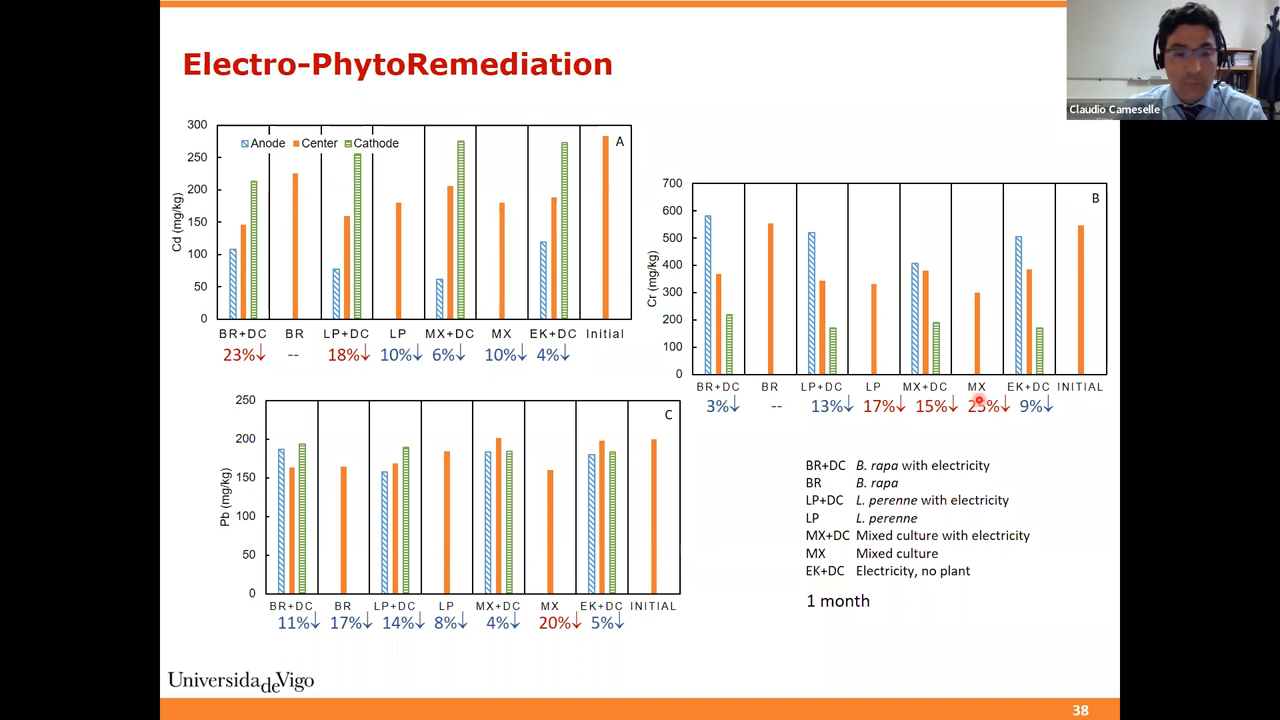 Electro-PhytoRemediation
Claudio Cameselle
300
250
200
150
100
50
0
Cd (mg/kg)
Anode Center Cathode
A
BR+DC BR LP+DC LP MX+DC MX EK+DC Initial
23%↓ -- 18%↓ 10%↓ 6%↓ 10%↓ 4%↓
700
600
500
400
300
200
100
0
Cr (mg/kg)
B
BR+DC BR LP+DC LP MX+DC MX EK+DC INITIAL
3%↓ -- 13%↓ 17%↓ 15%↓ 25%↓ 9%↓
250
200
150
100
50
0
Pb (mg/kg)
C
BR+DC BR LP+DC LP MX+DC MX EK+DC INITIAL
11%↓ 17%↓ 14%↓ 8%↓ 4%↓ 20%↓ 5%↓
BR+DC B. rapa with electricity
BR B. rapa
LP+DC L. perenne with electricity
LP L. perenne
MX+DC Mixed culture with electricity
MX Mixed culture
EK+DC Electricity, no plant
1 month
UniversidadeVigo
38